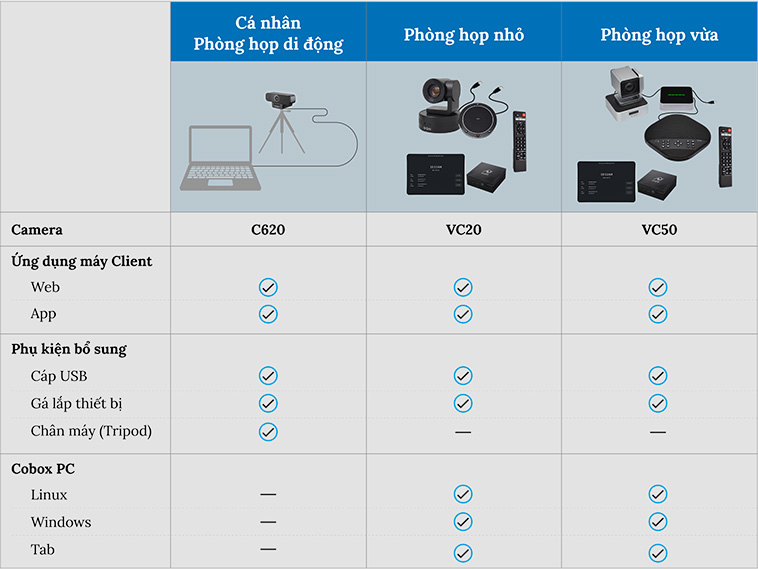 Cá nhân
Phòng họp di động
Phòng họp nhỏ
Phòng họp vừa
Camera C620 VC20 VC50
Ứng dụng máy Client
Web
App
Phụ kiện bổ sung
Cáp USB
Gá lắp thiết bị
Chân máy (Tripod) — —
Cobox PC
Linux —
Windows —
Tab —